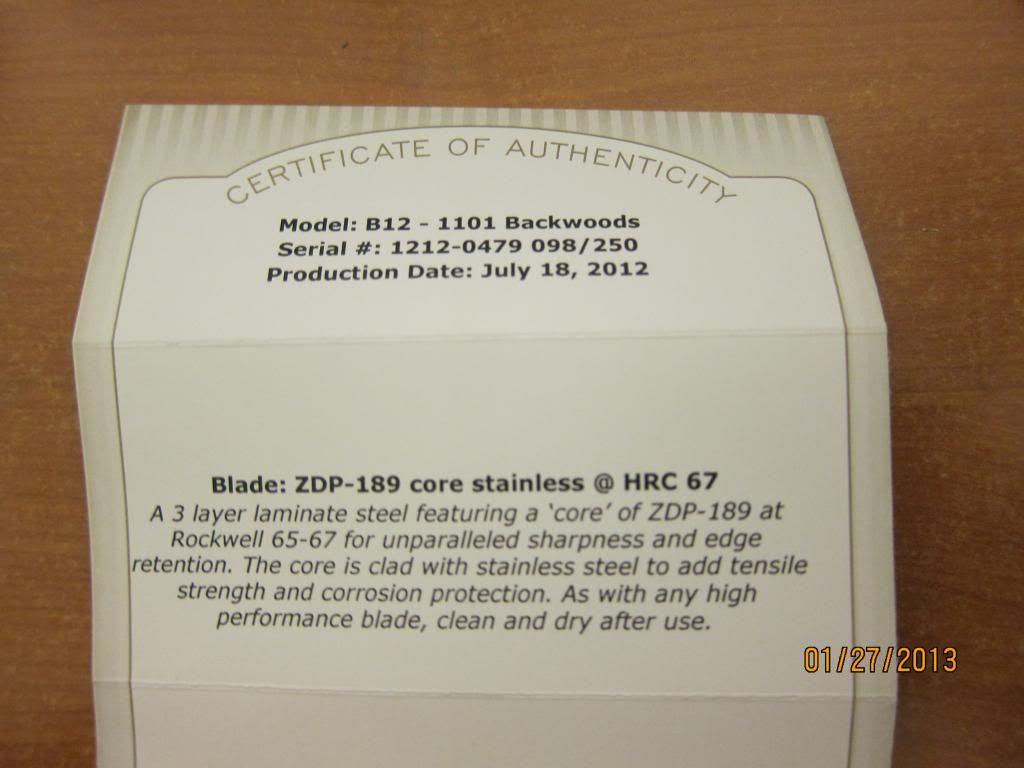 CERTIFICATE OF AUTHENTICITY
Model: B12 - 1101 Backwoods
Serial #: 1212-0479 098/250
Production Date: July 18, 2012
Blade: ZDP-189 core stainless @ HRC 67
A 3 layer laminate steel featuring a ‘core’ of ZDP-189 at
Rockwell 65-67 for unparalleled sharpness and edge
retention. The core is clad with stainless steel to add tensile
strength and corrosion protection. As with any high
performance blade, clean and dry after use.
01/27/2013